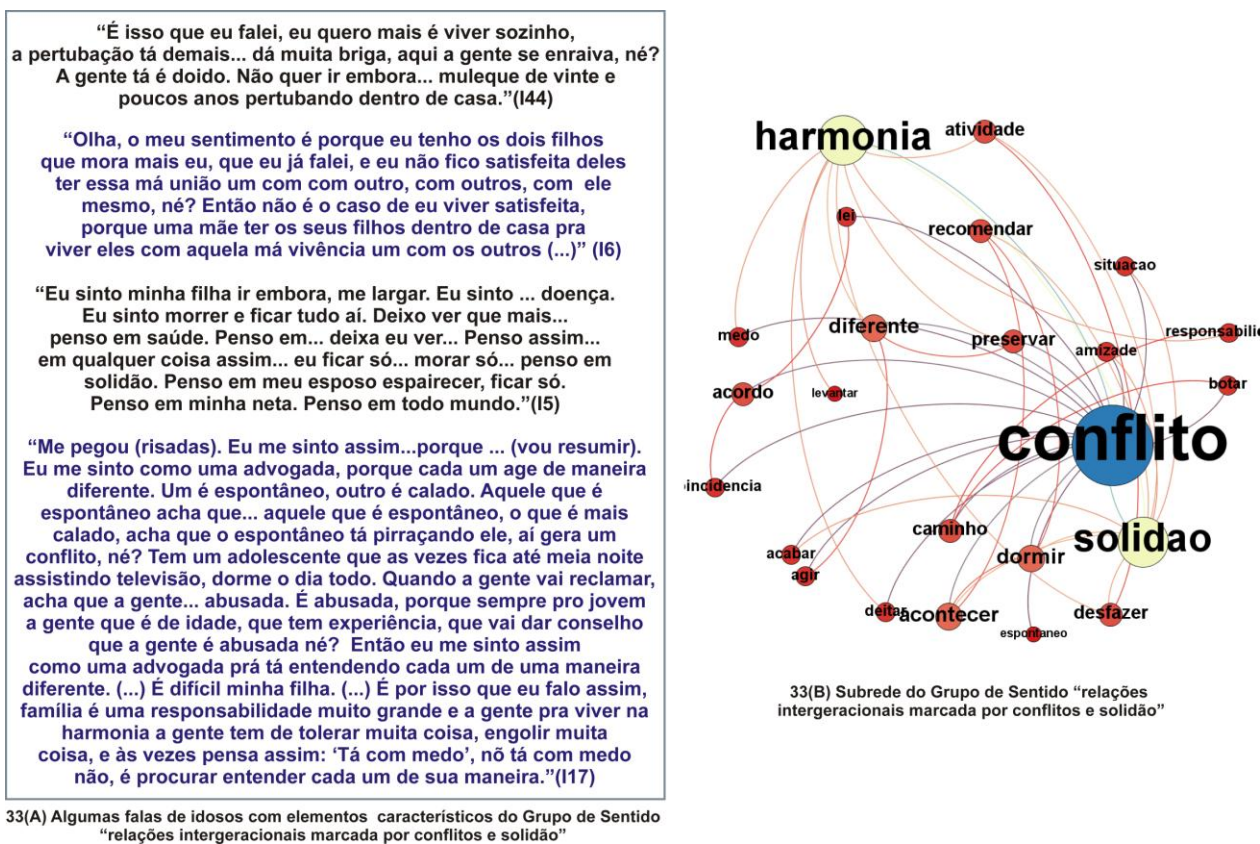 “É isso que eu falei, eu quero mais é viver sozinho,
a pertubação tá demais... dá muita briga, aqui a gente se enraiva, né?
A gente tá é doido. Não quer ir embora... muleque de vinte e
poucos anos pertubando dentro de casa.”(I44)
“Olha, o meu sentimento é porque eu tenho os dois filhos
que mora mais eu, que eu já falei, e eu não fico satisfeita deles
ter essa má união um com com outro, com outros, com ele
mesmo, né? Então não é o caso de eu viver satisfeita,
porque uma mãe ter os seus filhos dentro de casa pra
viver eles com aquela má vivência um com os outros (...)” (I6)
“Eu sinto minha filha ir embora, me largar. Eu sinto ... doença.
Eu sinto morrer e ficar tudo aí. Deixo ver que mais...
penso em saúde. Penso em... deixa eu ver... Penso assim...
em qualquer coisa assim... eu ficar só... morar só... penso em
solidão. Penso em meu esposo espairecer, ficar só.
Penso em minha neta. Penso em todo mundo.”(I5)
“Me pegou (risadas). Eu me sinto assim...porque ... (vou resumir).
Eu me sinto como uma advogada, porque cada um age de maneira
diferente. Um é espontâneo, outro é calado. Aquele que é
espontâneo acha que... aquele que é espontâneo, o que é mais
calado, acha que o espontâneo tá pirraçando ele, aí gera um
conflito, né? Tem um adolescente que as vezes fica até meia noite
assistindo televisão, dorme o dia todo. Quando a gente vai reclamar,
acha que a gente... abusada. É abusada, porque sempre pro jovem
a gente que é de idade, que tem experiência, que vai dar conselho
que a gente é abusada né? Então eu me sinto assim
como uma advogada prá tá entendendo cada um de uma maneira
diferente. (...) É difícil minha filha. (...) É por isso que eu falo assim,
família é uma responsabilidade muito grande e a gente pra viver na
harmonia a gente tem de tolerar muita coisa, engolir muita
coisa, e às vezes pensa assim: ‘Tá com medo’, nõ tá com medo
não, é procurar entender cada um de sua maneira.”(I17)
33(A) Algumas falas de idosos com elementos característicos do Grupo de Sentido
“relações intergeracionais marcada por conflitos e solidão”
harmonia
atividade
lei
recomendar
situacao
medo
diferente
preservar
amizade
responsabilid
acordo
levantar
botar
conflito
oincidencia
caminho
solidao
acabar
dormir
agir
deitar
acontecer
espontaneo
desfazer
33(B) Subrede do Grupo de Sentido “relações
intergeracionais marcada por conflitos e solidão”